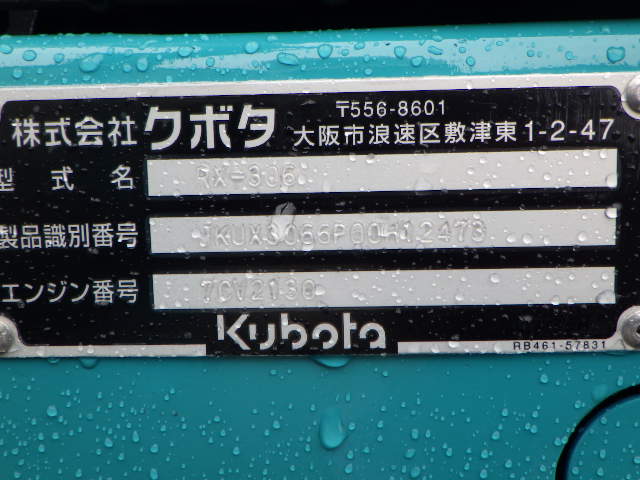 株式会社クボタ 〒556-8601
大阪市浪速区敷津東1-2-47
型式名 RX-306
製品識別番号
エンジン番号 7CV2130
Kubota
RB461-57831